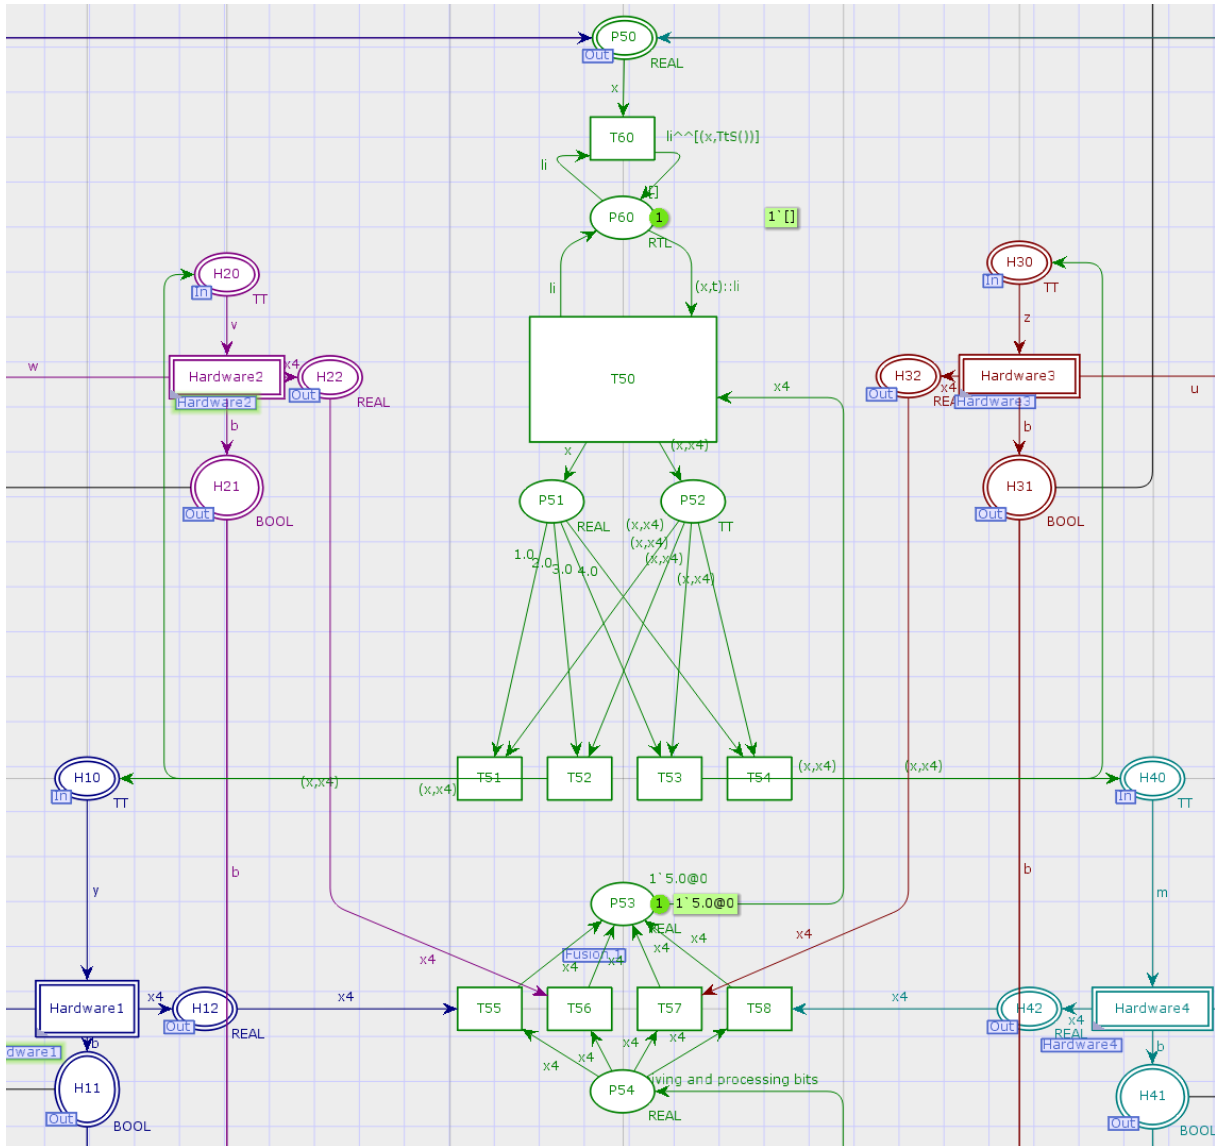 P50
Out
REAL
x
T60
li^^[(x,TtS())]
li
[]
P60
1
1`[]
RTL
H20
In
TT
H30
In
TT
li
(x,t)::li
v
z
w
Hardware2
x4
H22
Out
REAL
Hardware2
T50
x4
H32
Out
x4
Hardware3
Hardware3
u
b
b
x
(x,x4)
H21
Out
BOOL
P51
REAL
P52
TT
H31
Out
BOOL
1.0
2.0
3.0
4.0
(x,x4)
(x,x4)
(x,x4)
(x,x4)
H10
In
TT
(x,x4)
(x,x4)
T51
T52
T53
T54
(x,x4)
(x,x4)
H40
In
TT
y
b
1`5.0@0
P53
1
1`5.0@0
REAL
b
m
x4
Fusion 1
x4
x4
x4
x4
x4
Hardware1
x4
H12
Out
REAL
x4
T55
T56
T57
T58
x4
H42
Out
REAL
x4
Hardware4
Hardware4
dware1
b
H11
Out
BOOL
x4
x4
x4
x4
P54
iving and processing bits
REAL
b
H41
Out
BOOL